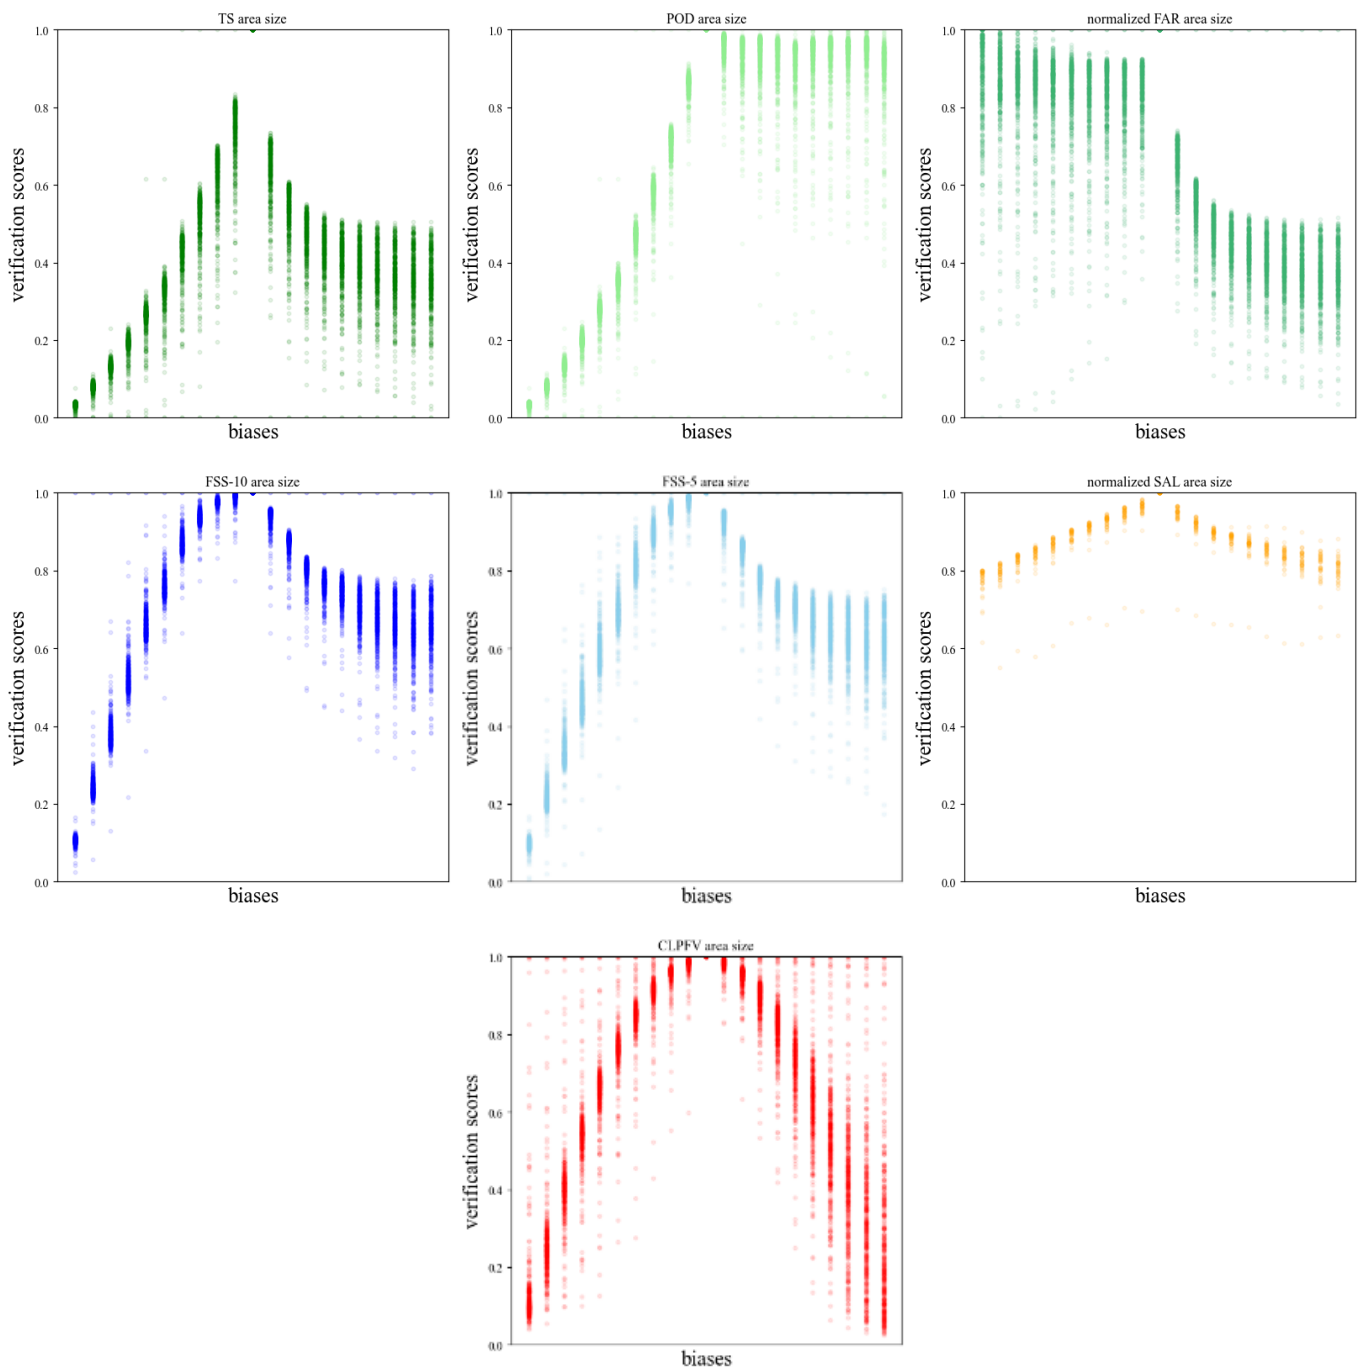 TS area size
POD area size
normalized FAR area size
1.0
0.8
0.6
0.4
0.2
0.0
verification scores
biases
1.0
0.8
0.6
0.4
0.2
0.0
verification scores
biases
1.0
0.8
0.6
0.4
0.2
0.0
verification scores
biases
FSS-10 area size
FSS-5 area size
normalized SAL area size
1.0
0.8
0.6
0.4
0.2
0.0
verification scores
biases
1.0
0.8
0.6
0.4
0.2
0.0
verification scores
biases
1.0
0.8
0.6
0.4
0.2
0.0
verification scores
biases
CLPFV area size
1.0
0.8
0.6
0.4
0.2
0.0
verification scores
biases